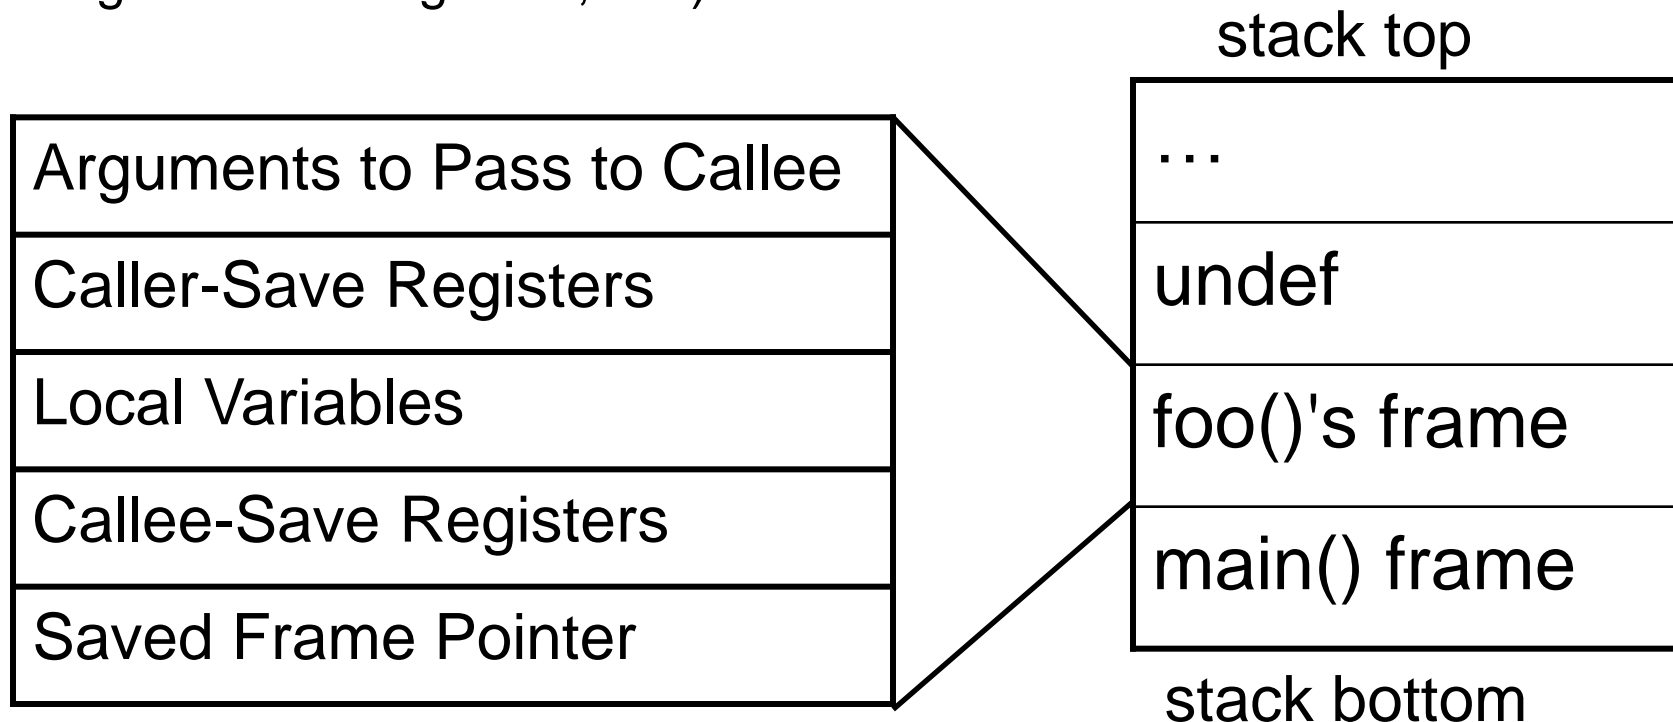 stack top
Arguments to Pass to Callee
Caller-Save Registers
Local Variables
Callee-Save Registers
Saved Frame Pointer
…
undef
foo()'s frame
main() frame
stack bottom